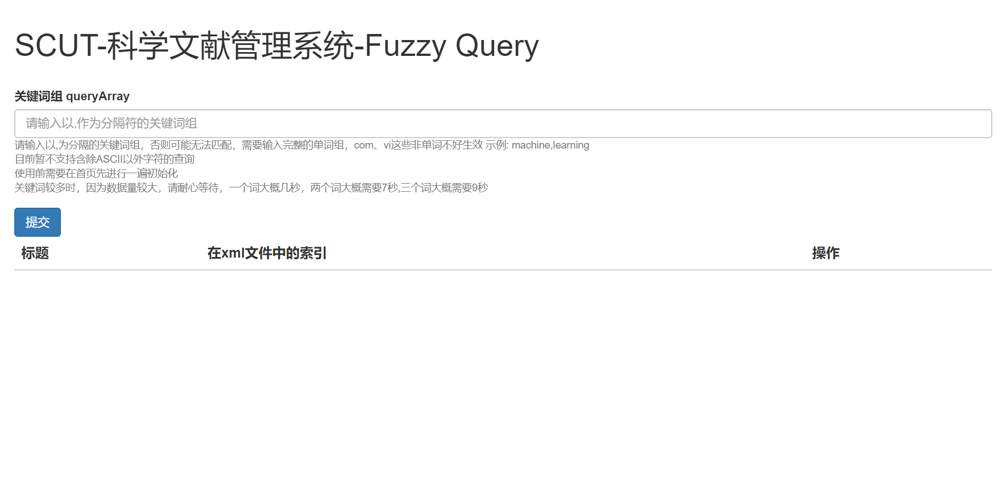 SCUT-科学文献管理系统-Fuzzy Query
关键词组 queryArray
请输入以,作为分隔符的关键词组
请输入以,为分隔的关键词组，否则可能无法匹配，需要输入完整的单词组，com、vi这些非单词不好生效 示例: machine,learning
目前暂不支持含除ASCII以外字符的查询
使用前需要在首页先进行一遍初始化
关键词较多时，因为数据量较大，请耐心等待，一个词大概几秒，两个词大概需要7秒,三个词大概需要9秒
提交
标题 在xml文件中的索引 操作